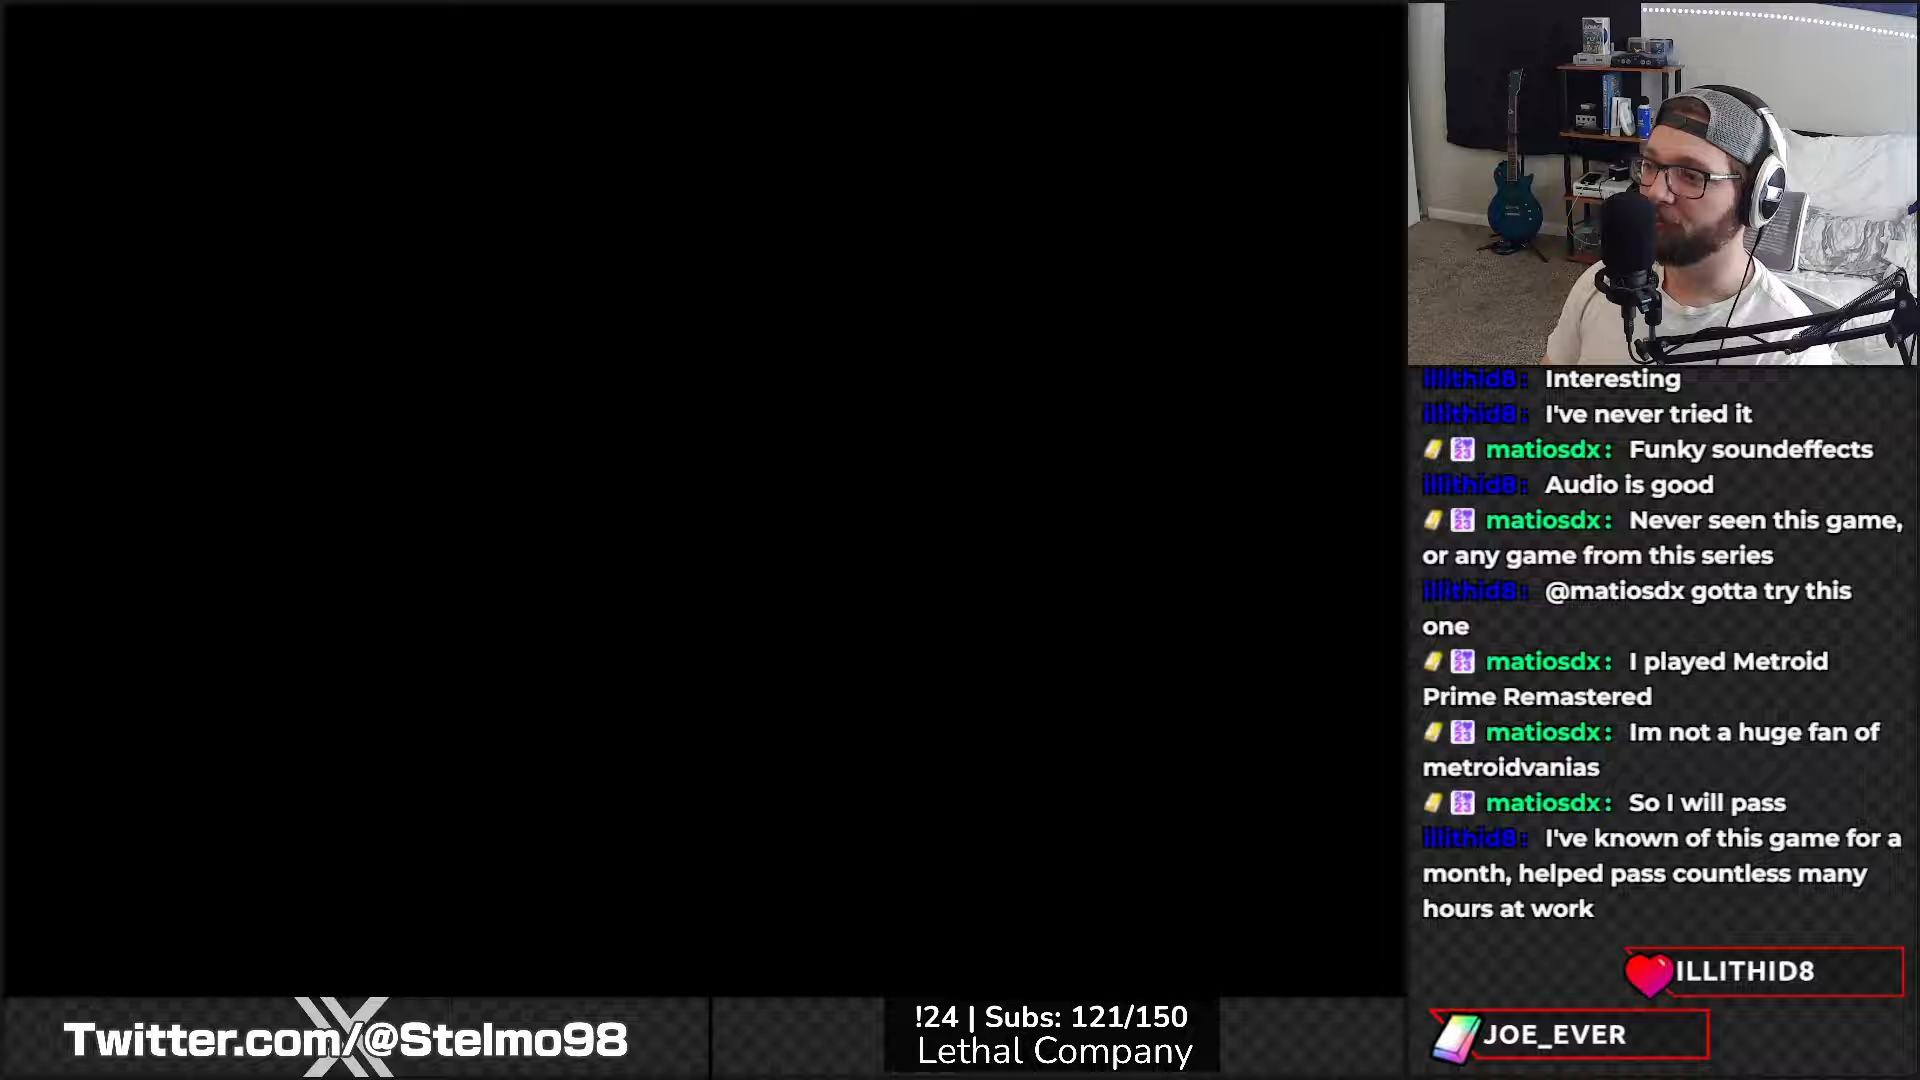 illithid8: Interesting
illithid8: I've never tried it
matiosdx: Funky soundeffects
illithid8: Audio is good
matiosdx: Never seen this game,
or any game from this series
illithid8: @matiosdx gotta try this
one
matiosdx: I played Metroid
Prime Remastered
matiosdx: Im not a huge fan of
metroidvanias
matiosdx: So I will pass
illithid8: I've known of this game for a
month, helped pass countless many
hours at work
ILLITHID8
JOE_EVER
Twitter.com/@Stelmo98
!24 | Subs: 121/150
Lethal Company